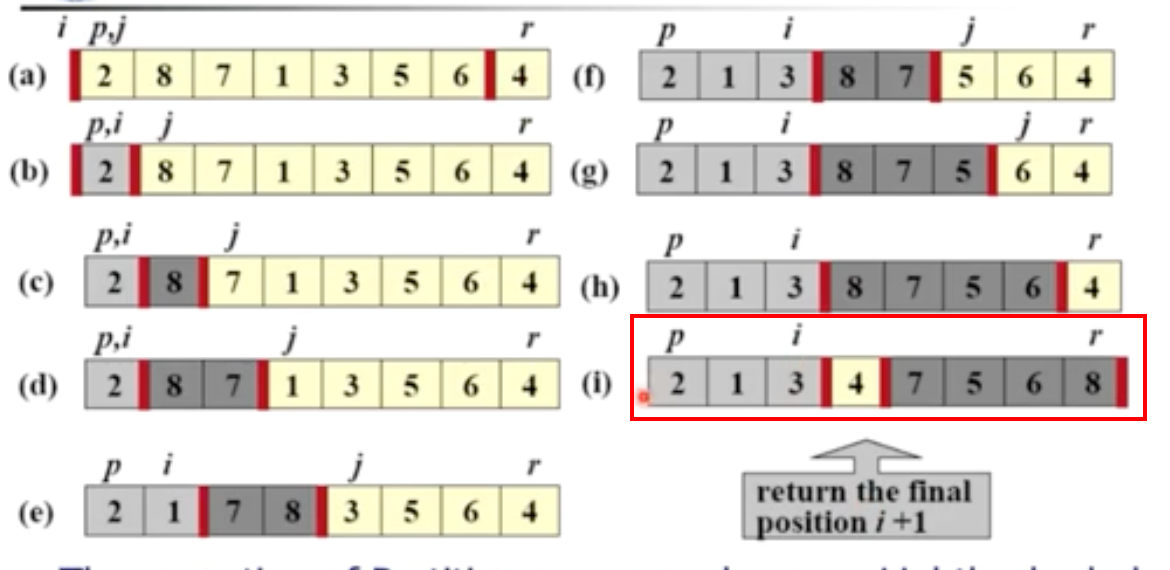 i p,j r
(a) 2 8 7 1 3 5 6 4
p,i j r
(b) 2 8 7 1 3 5 6 4
p,i j r
(c) 2 8 7 1 3 5 6 4
p,i j r
(d) 2 8 7 1 3 5 6 4
p i j r
(e) 2 1 7 8 3 5 6 4
p i j r
(f) 2 1 3 8 7 5 6 4
p i j r
(g) 2 1 3 8 7 5 6 4
p i r
(h) 2 1 3 8 7 5 6 4
p i r
(i) 2 1 3 4 7 5 6 8
return the final
position i +1